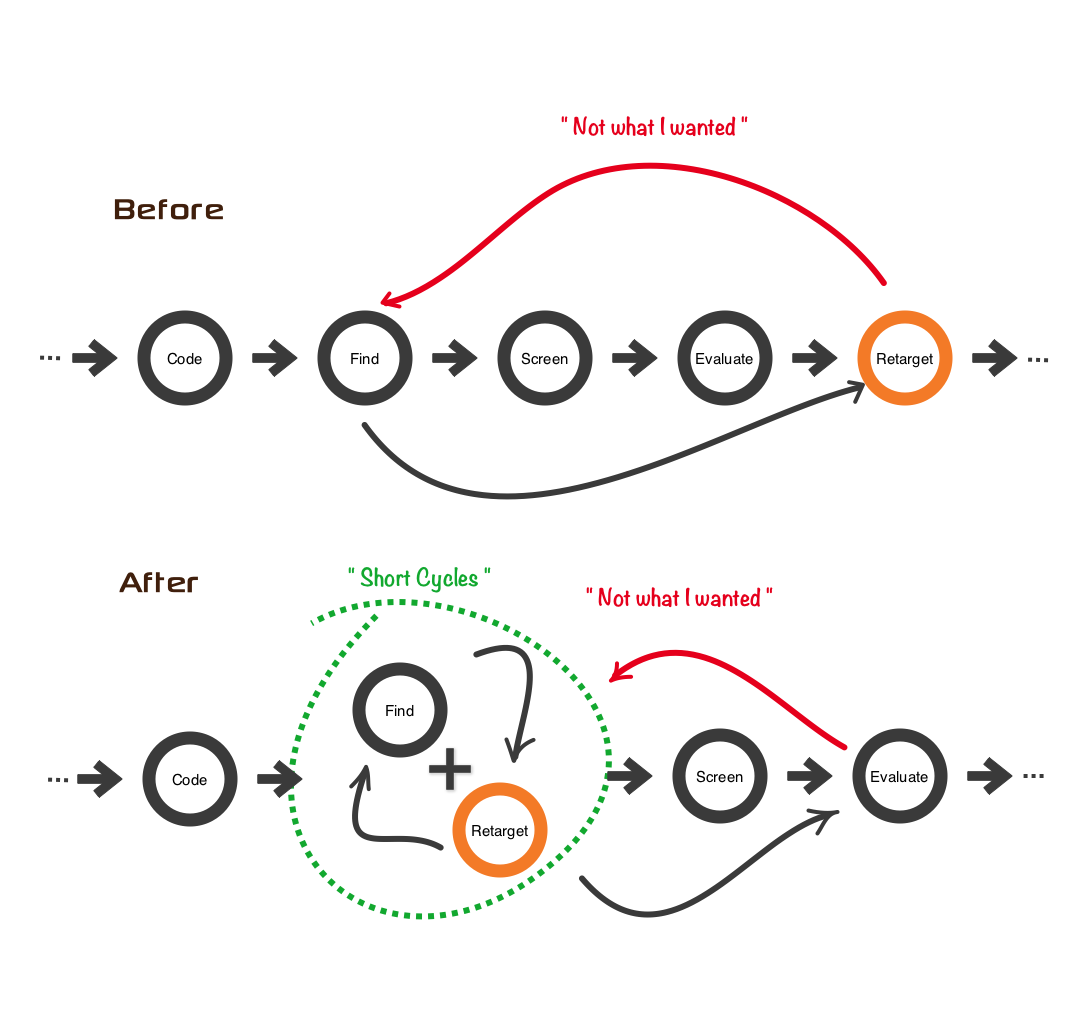 " Not what I wanted "
Before
... Code Find Screen Evaluate Retarget ...
" Short Cycles "
After
" Not what I wanted "
Find
... Code + Screen Evaluate ...
Retarget